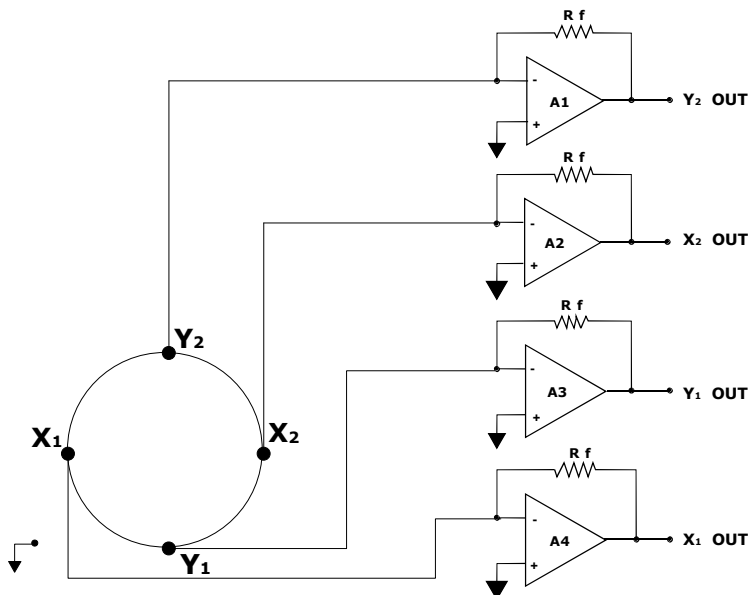 R f
-
A1
+
Y₂ OUT
R f
-
A2
+
X₂ OUT
R f
-
A3
+
Y₁ OUT
R f
-
A4
+
X₁ OUT
Y₂
X₁
X₂
Y₁